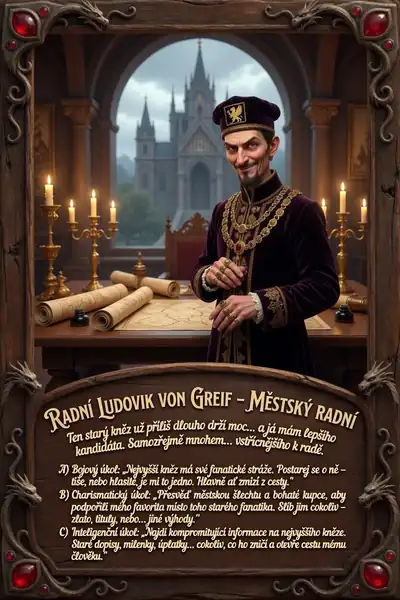 Radní Ludovik von Greif – Městský radní
Ten starý kněz už příliš dlouho drží moc... a já mám lepšího
kandidáta. Samozřejmě mnohem... vstřícnějšího k radě.
A) Bojový úkol: „Nejvyšší kněz má své fanatické stráže. Postarej se o ně –
tiše, nebo hlasitě, je mi to jedno. Hlavně ať zmizí z cesty."
B) Charismatický úkol: „Přesvěď městskou šlechtu a bohaté kupce, aby
podpořili mého favorita místo toho starého fanatika. Slib jim cokoliv –
zlato, tituly, nebo... jiné výhody."
C) Inteligenční úkol: „Najdi kompromitující informace na nejvyššího kněze.
Staré dopisy, milenky, úplatky... cokoliv, co ho zničí a otevře cestu mému
člověku."